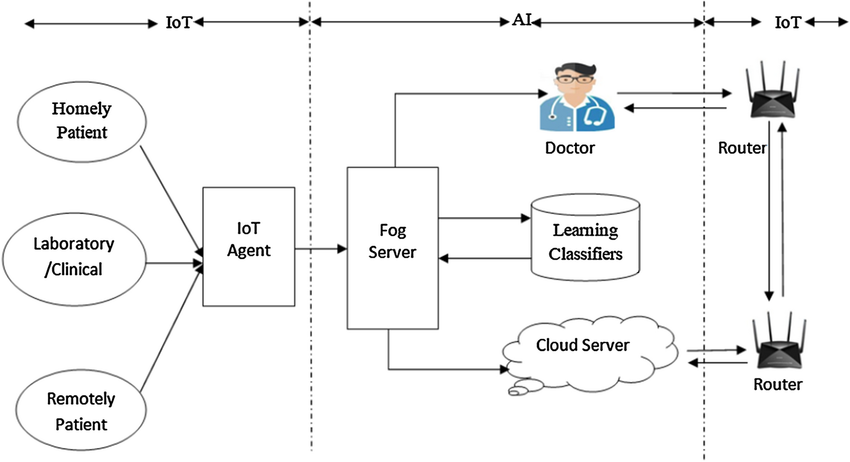 IoT
AI
IoT
Homely
Patient
Doctor
Router
Laboratory
/Clinical
IoT
Agent
Fog
Server
Learning
Classifiers
Cloud Server
Router
Remotely
Patient